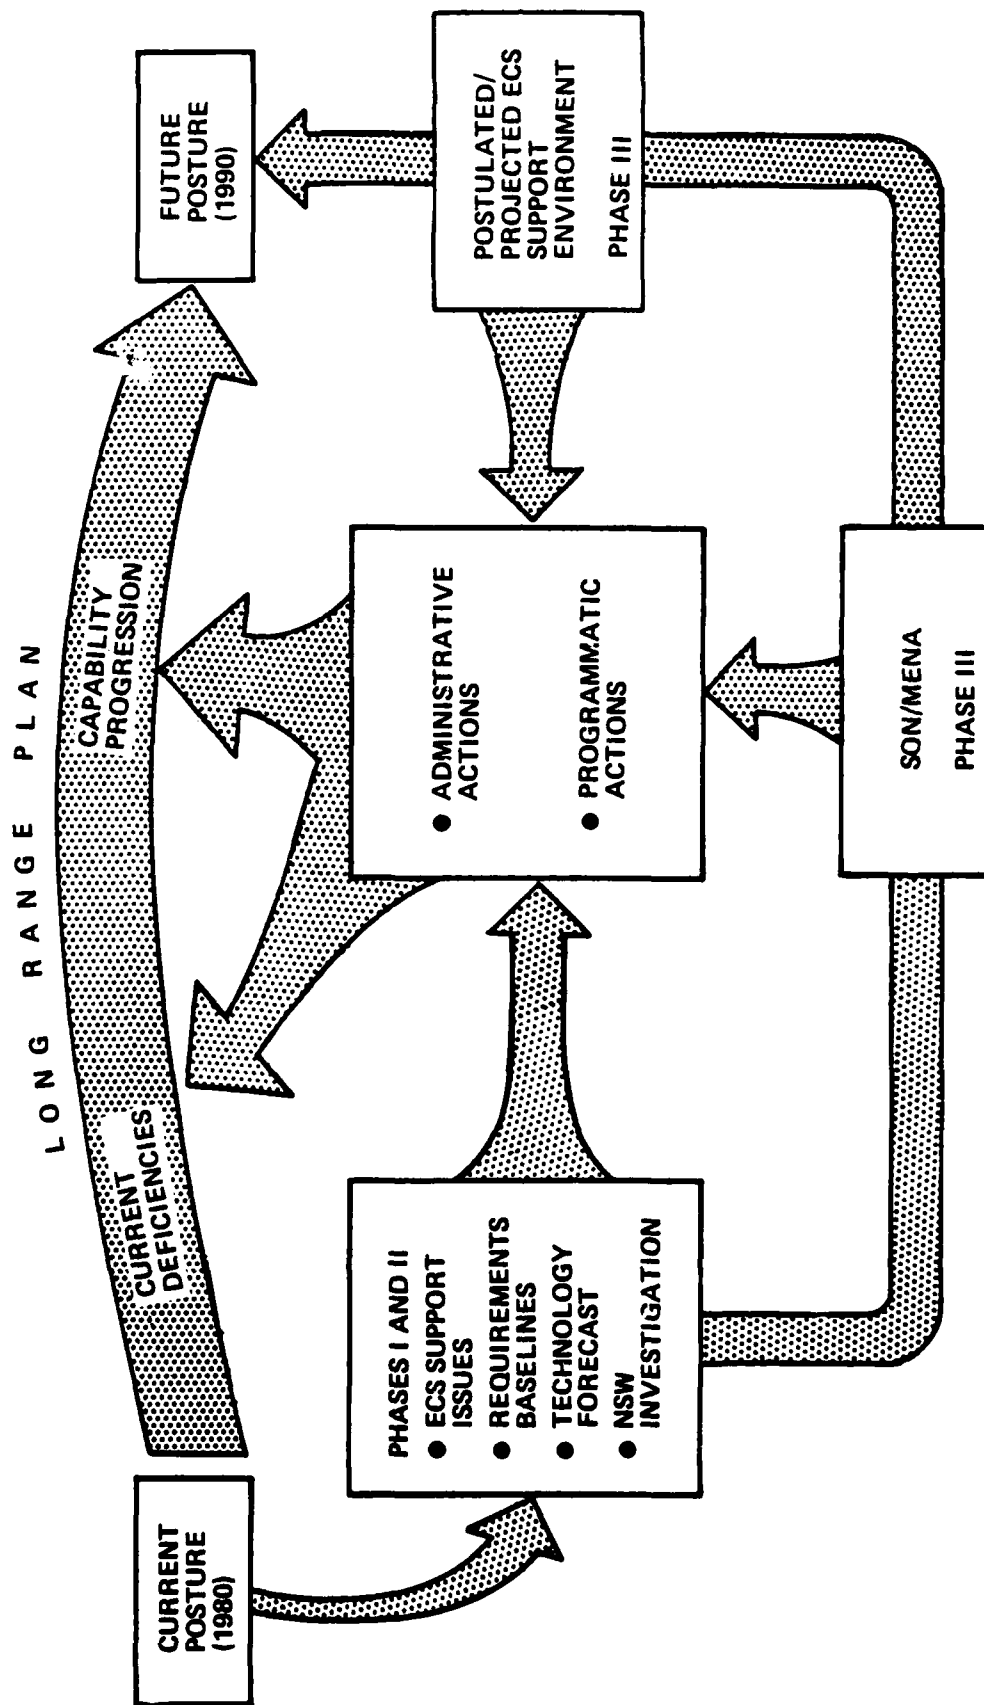 LONG RANGE PLAN
CURRENT
POSTURE
(1980)
CURRENT
DEFICIENCIES
CAPABILITY
PROGRESSION
FUTURE
POSTURE
(1990)
PHASES I AND II
● ECS SUPPORT
ISSUES
● REQUIREMENTS
BASELINES
● TECHNOLOGY
FORECAST
● NSW
INVESTIGATION
● ADMINISTRATIVE
ACTIONS
● PROGRAMMATIC
ACTIONS
POSTULATED/
PROJECTED ECS
SUPPORT
ENVIRONMENT
PHASE III
SON/MENA
PHASE III